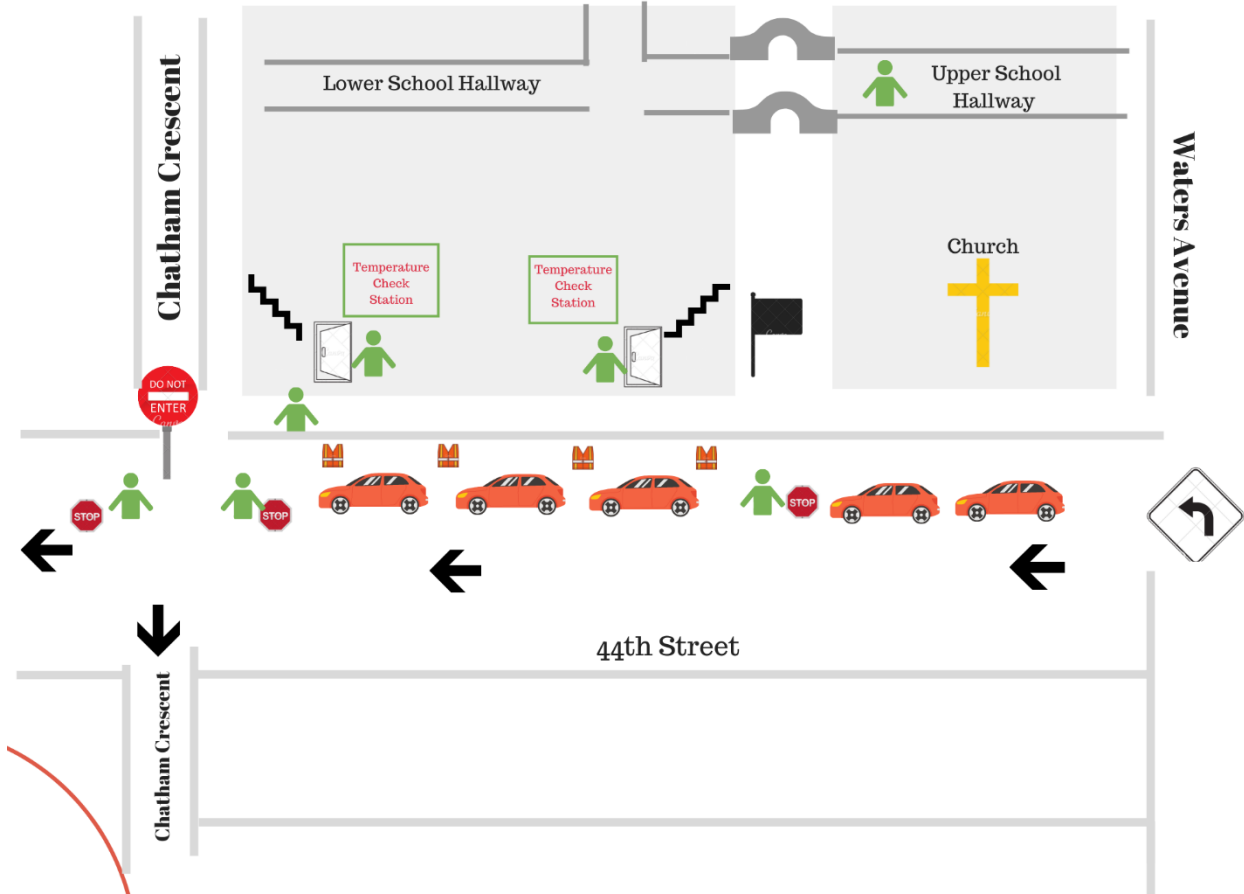 Chatham Crescent
Lower School Hallway
Upper School
Hallway
Waters Avenue
Church
Temperature
Check
Station
Temperature
Check
Station
DO NOT
ENTER
STOP
STOP
STOP
44th Street
Chatham Crescent